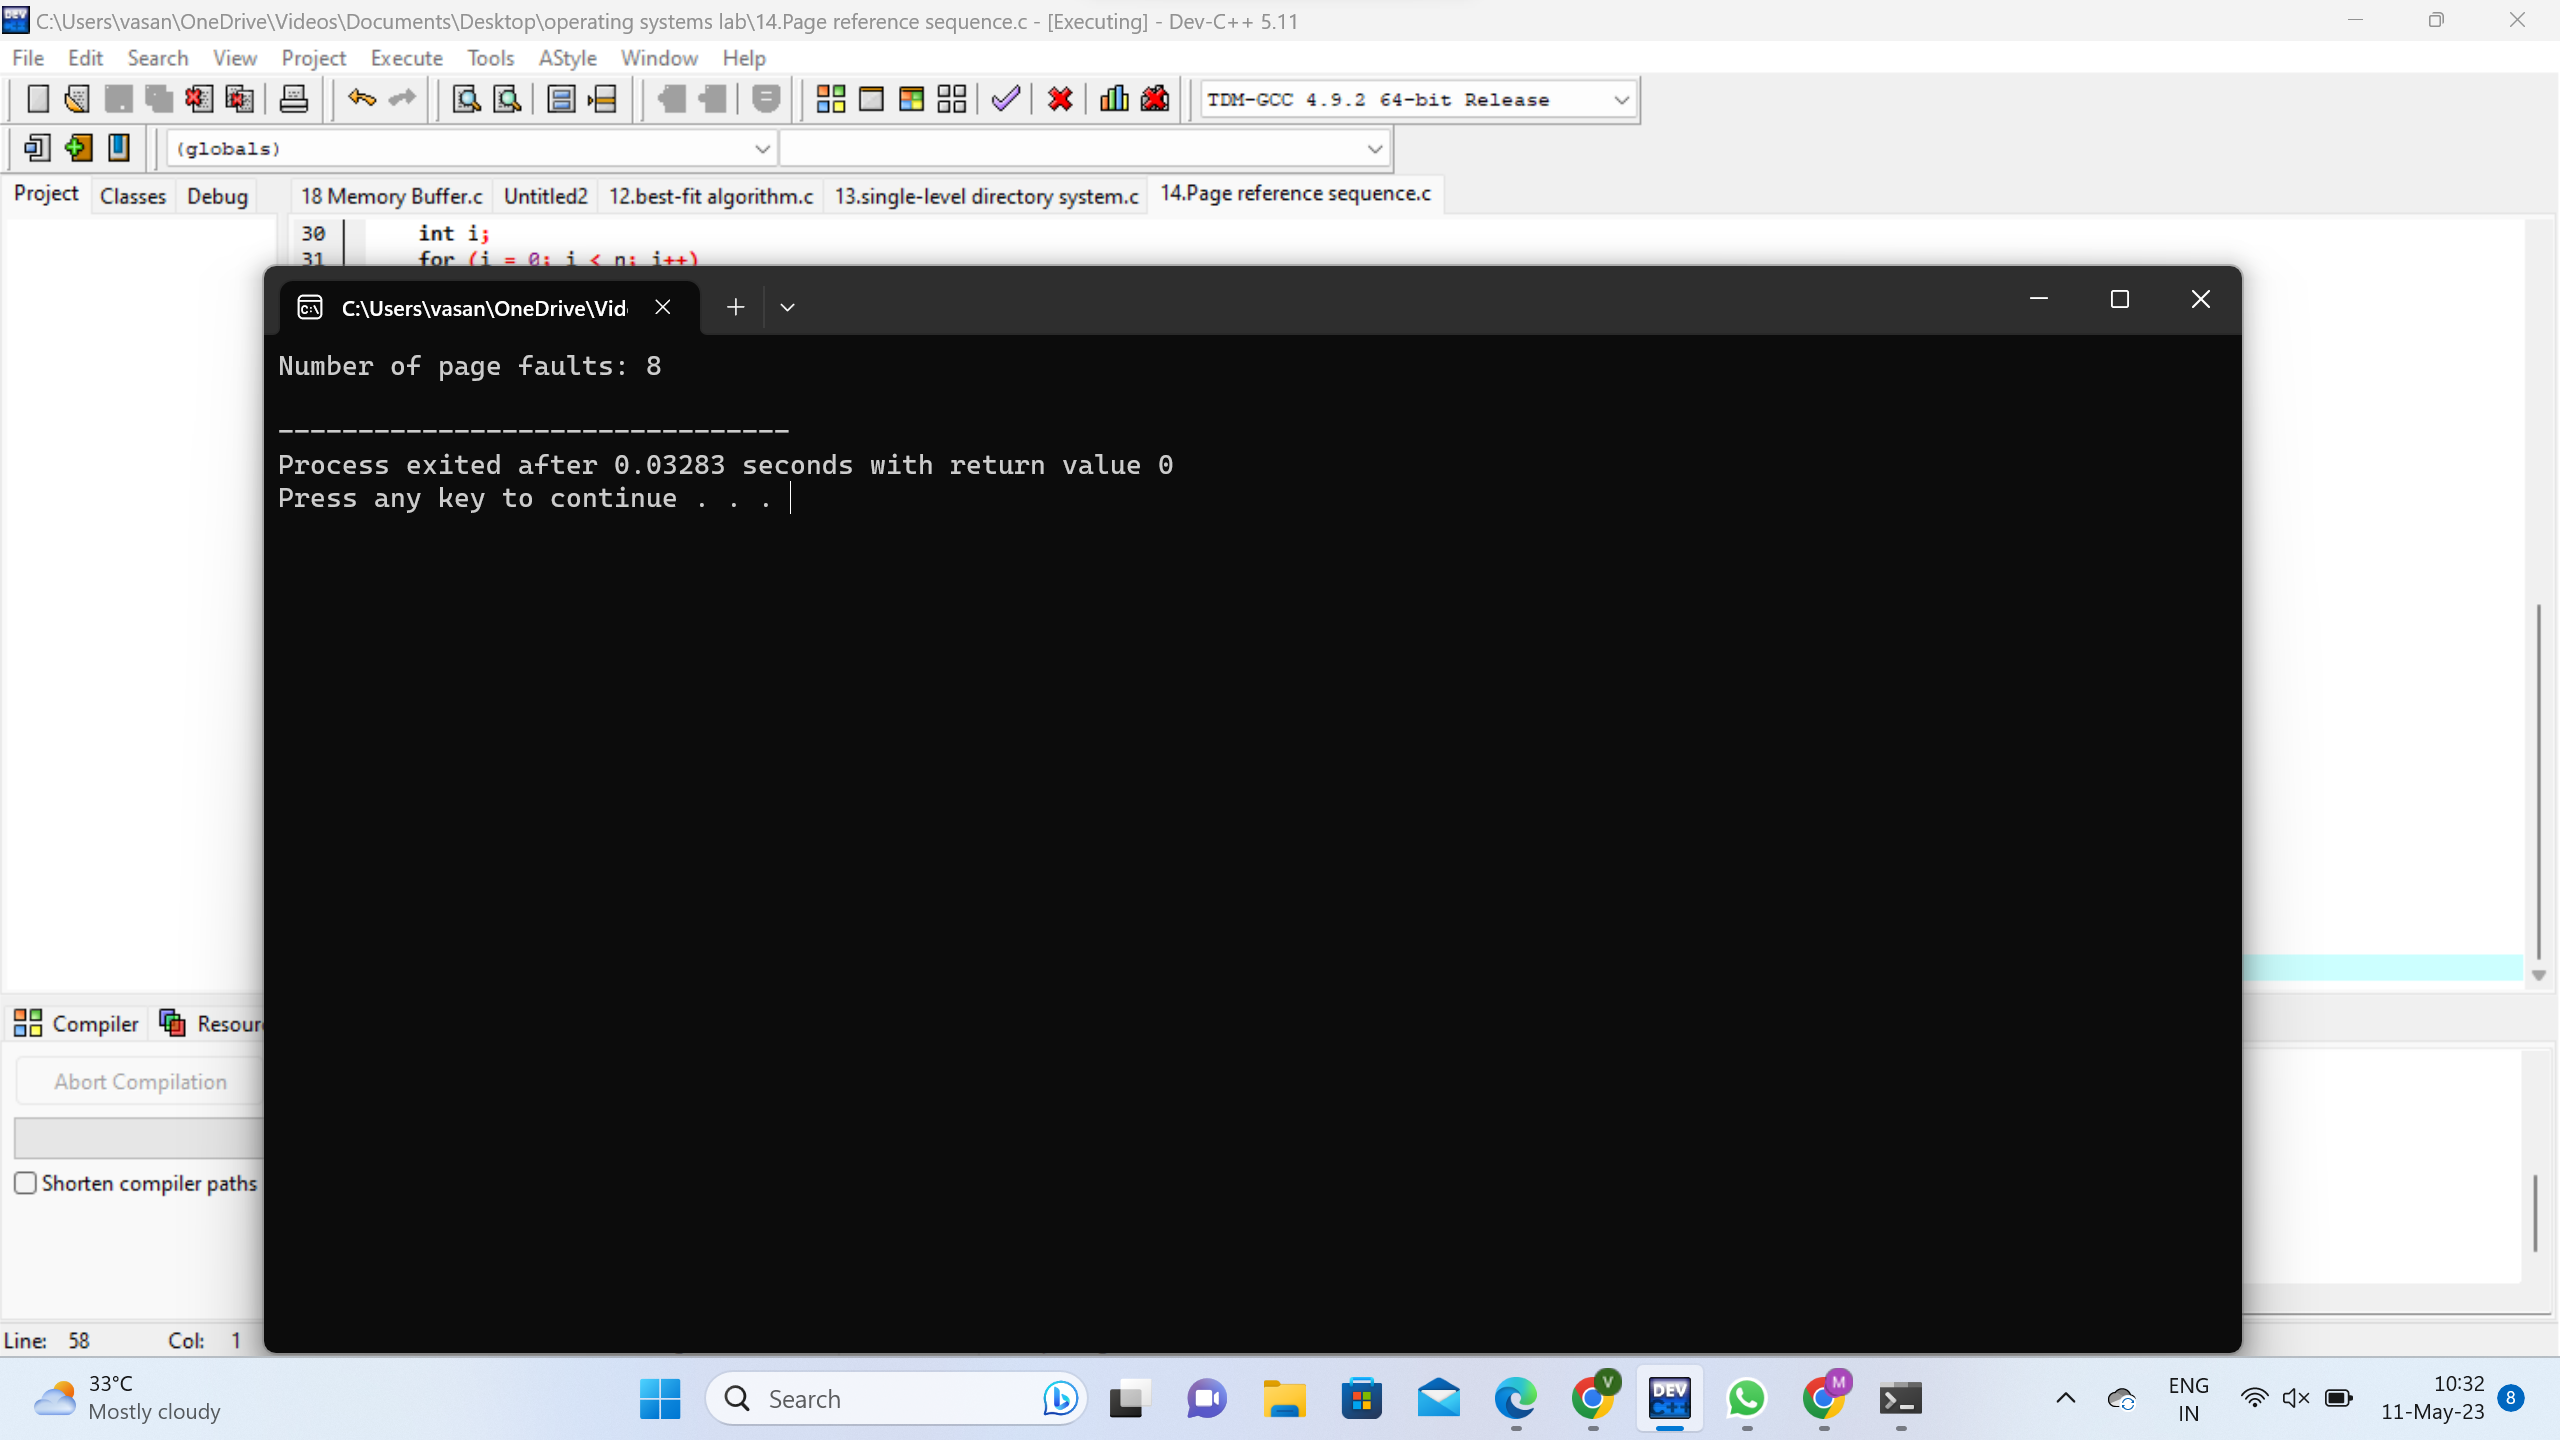 C:\Users\vasan\OneDrive\Videos\Documents\Desktop\operating systems lab\14.Page reference sequence.c - [Executing] - Dev-C++ 5.11
File Edit Search View Project Execute Tools AStyle Window Help
TDM-GCC 4.9.2 64-bit Release
(globals)
Project Classes Debug 18 Memory Buffer.c Untitled2 12.best-fit algorithm.c 13.single-level directory system.c 14.Page reference sequence.c
30 int i;
31 for (i = 0; i < n; i++)
C:\Users\vasan\OneDrive\Vid
Number of page faults: 8
--------------------------------
Process exited after 0.03283 seconds with return value 0
Press any key to continue . . .
Compiler Resour
Abort Compilation
Shorten compiler paths
Line: 58 Col: 1
33°C
Mostly cloudy
Search
DEV C++
V
M
ENG
IN
10:32
11-May-23
8